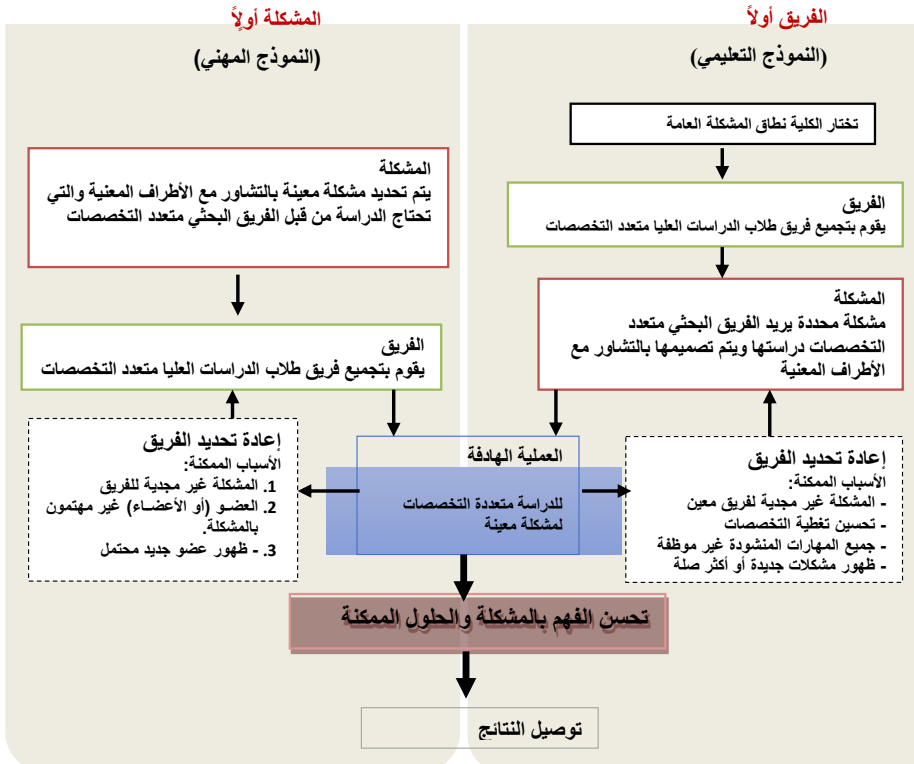 الفريق أولاً
(النموذج التعليمي)
تختار الكلية نطاق المشكلة العامة
الفريق
يقوم بتجميع فريق طلاب الدراسات العليا متعدد التخصصات
المشكلة
مشكلة محددة يريد الفريق البحثي متعدد
التخصصات دراستها ويتم تصميمها بالتشاور مع
الأطراف المعنية
إعادة تحديد الفريق
الأسباب الممكنة:
- المشكلة غير مجدية لفريق معين
- تحسين تغطية التخصصات
- جميع المهارات المنشودة غير موظفة
- ظهور مشكلات جديدة أو أكثر صلة
المشكلة أولاً
(النموذج المهني)
المشكلة
يتم تحديد مشكلة معينة بالتشاور مع الأطراف المعنية والتي
تحتاج الدراسة من قبل الفريق البحثي متعدد التخصصات
الفريق
يقوم بتجميع فريق طلاب الدراسات العليا متعدد التخصصات
إعادة تحديد الفريق
الأسباب الممكنة:
1. المشكلة غير مجدية للفريق
2. العضو (أو الأعضاء) غير مهتمون
بالمشكلة.
3. - ظهور عضو جديد محتمل
العملية الهادفة
للدراسة متعددة التخصصات
لمشكلة معينة
تحسن الفهم بالمشكلة والحلول الممكنة
توصيل النتائج